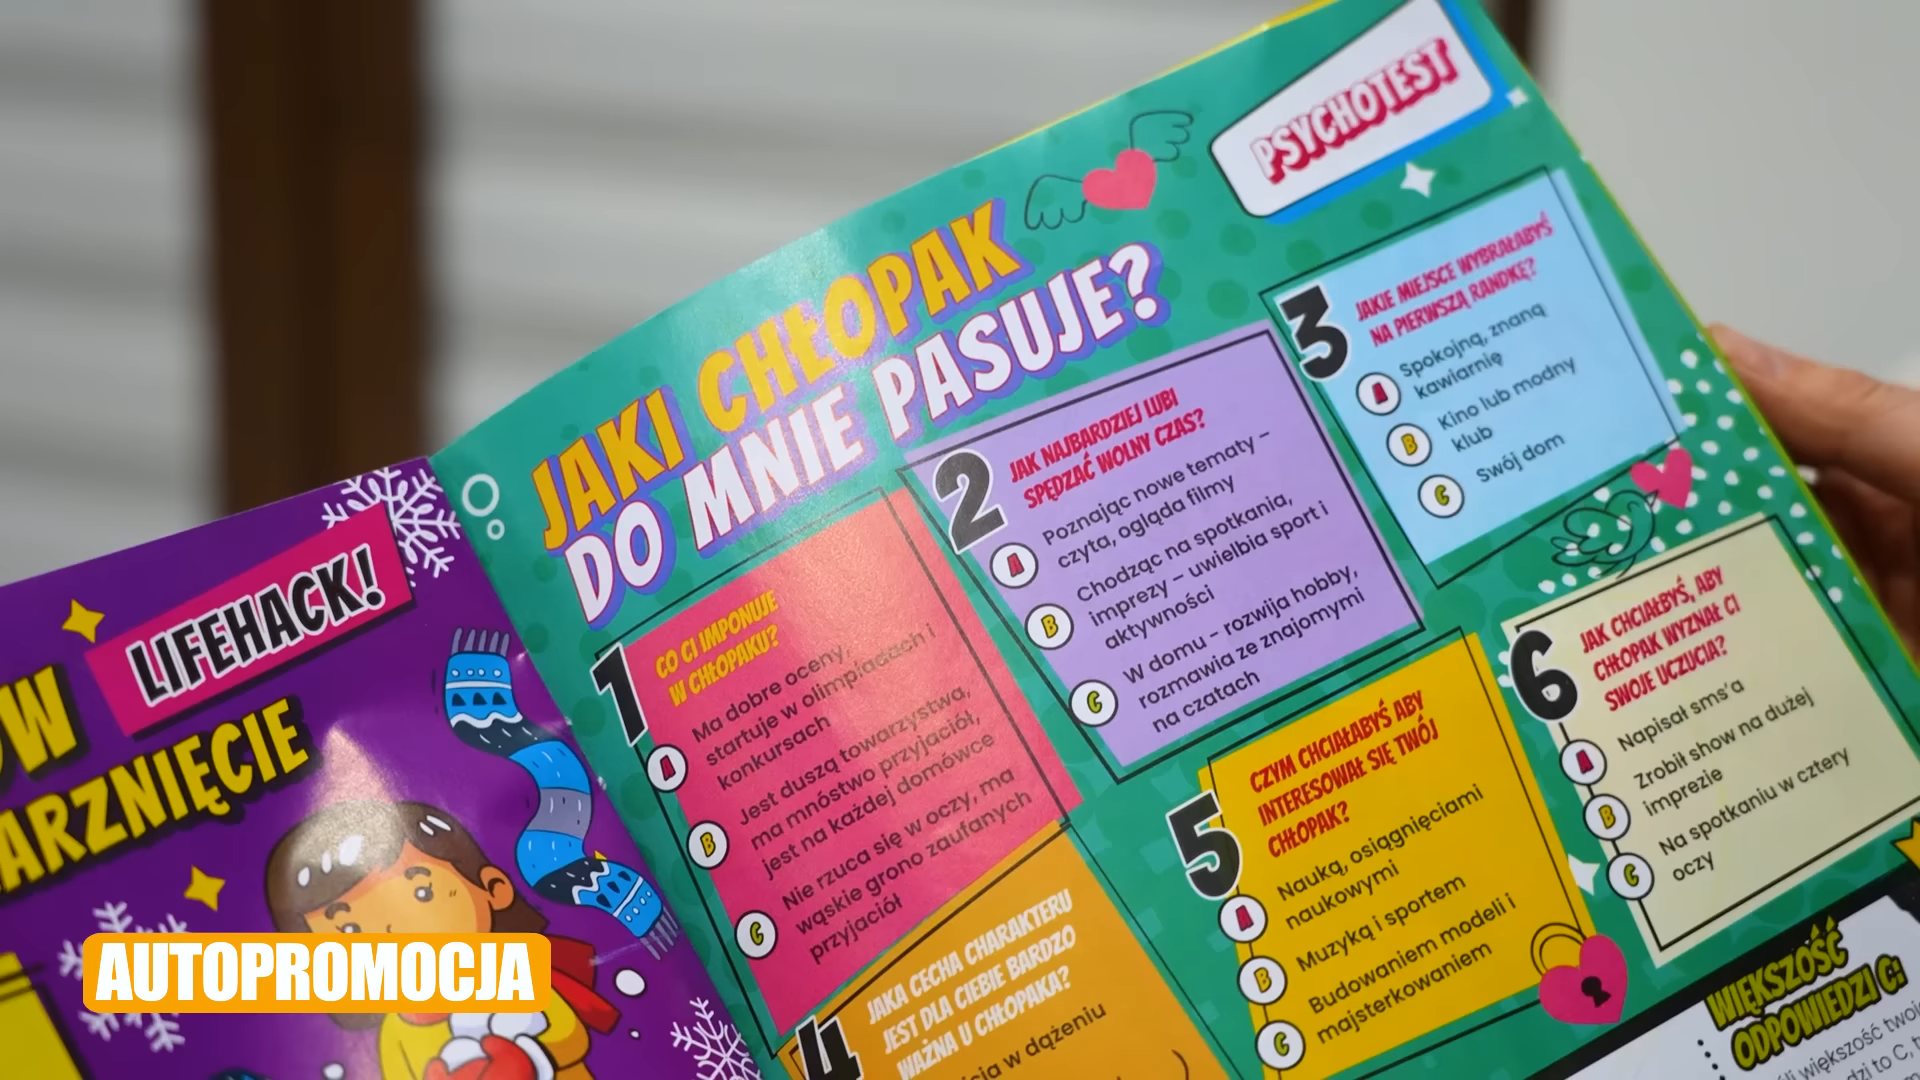 LIFEHACK!
ÓW
ARZNIĘCIE
PSYCHOTEST
JAKI CHŁOPAK
DO MNIE PASUJE?
1
CO CI IMPONUJE
W CHŁOPAKU?
A
Ma dobre oceny,
startuje w olimpiadach i
konkursach
B
Jest duszą towarzystwa,
ma mnóstwo przyjaciół,
jest na każdej domówce
C
Nie rzuca się w oczy, ma
wąskie grono zaufanych
przyjaciół
2
JAK NAJBARDZIEJ LUBI
SPĘDZAĆ WOLNY CZAS?
A
Poznając nowe tematy –
czyta, ogląda filmy
B
Chodząc na spotkania,
imprezy – uwielbia sport i
aktywności
C
W domu – rozwija hobby,
rozmawia ze znajomymi
na czatach
3
JAKIE MIEJSCE WYBRAŁABYŚ
NA PIERWSZĄ RANDKĘ?
A
Spokojną, znaną
kawiarnię
B
Kino lub modny
klub
C
Swój dom
4
JAKA CECHA CHARAKTERU
JEST DLA CIEBIE BARDZO
WAŻNA U CHŁOPAKA?
w dążeniu
5
CZYM CHCIAŁABYŚ ABY
INTERESOWAŁ SIĘ TWÓJ
CHŁOPAK?
A
Nauką, osiągnięciami
naukowymi
B
Muzyką i sportem
C
Budowaniem modeli i
majsterkowaniem
6
JAK CHCIAŁBYŚ, ABY
CHŁOPAK WYZNAŁ CI
SWOJE UCZUCIA?
A
Napisał sms'a
B
Zrobił show na dużej
imprezie
C
Na spotkaniu w cztery
oczy
WIĘKSZOŚĆ
ODPOWIEDZI C:
większość
to C,
AUTOPROMOCJA